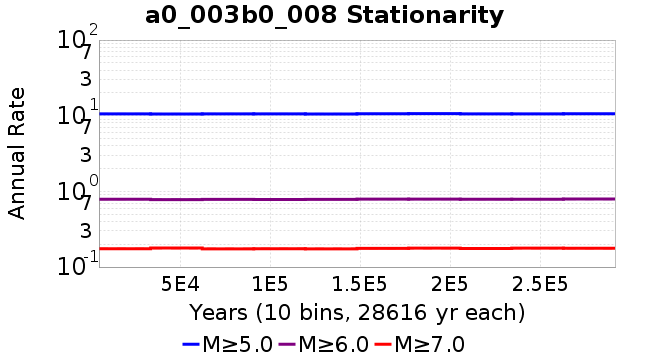 a0_003b0_008 Stationarity
10^2
7
3
10^1
7
3
10^0
7
3
10^-1
Annual Rate
5E4 1E5 1.5E5 2E5 2.5E5
Years (10 bins, 28616 yr each)
M≥5.0 M≥6.0 M≥7.0